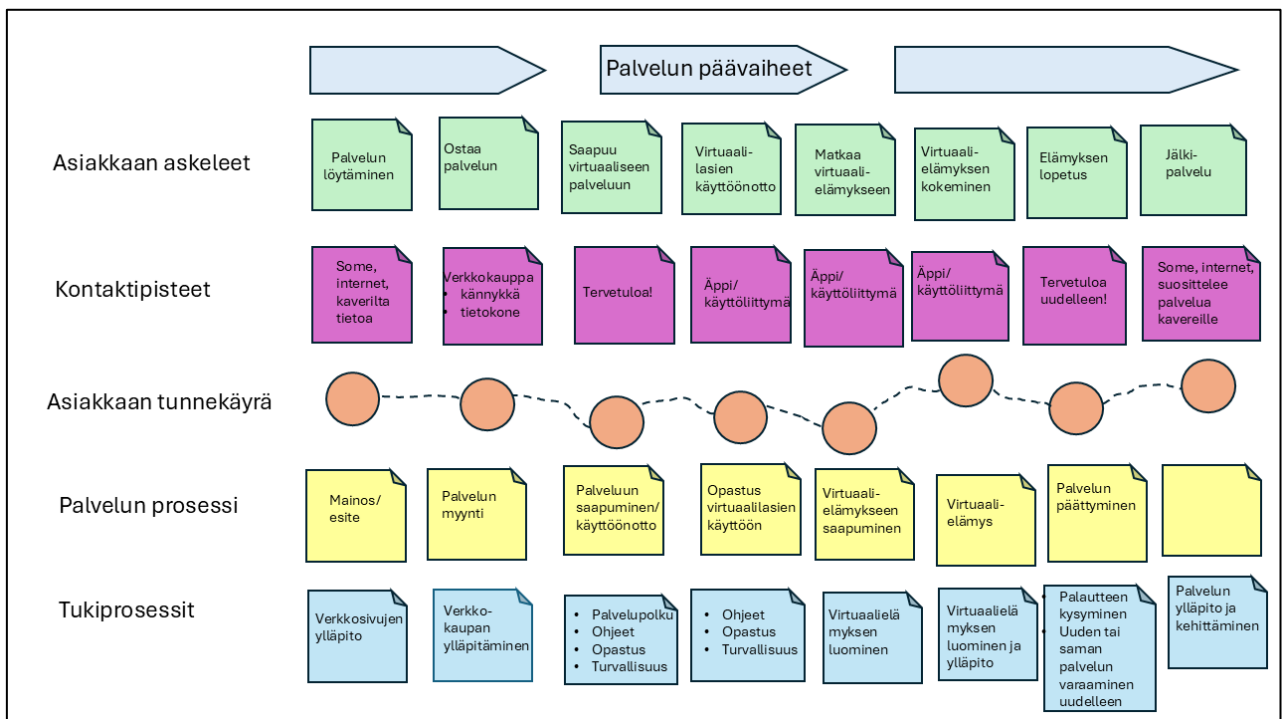 Palvelun päävaiheet
Asiakkaan askeleet
Palvelun
löytäminen
Ostaa
palvelun
Saapuu
virtuaaliseen
palveluun
Virtuaali-
lasien
käyttöönotto
Matkaa
virtuaali-
elämykseen
Virtuaali-
elämyksen
kokeminen
Elämyksen
lopetus
Jälki-
palvelu
Kontaktipisteet
Some,
internet,
kaverilta
tietoa
Verkkokauppa
• kännykkä
• tietokone
Tervetuloa!
Äppi/
käyttöliittymä
Äppi/
käyttöliittymä
Äppi/
käyttöliittymä
Tervetuloa
uudelleen!
Some, internet,
suosittelee
palvelua
kavereille
Asiakkaan tunnekäyrä
Palvelun prosessi
Mainos/
esite
Palvelun
myynti
Palveluun
saapuminen/
käyttöönotto
Opastus
virtuaalilasien
käyttöön
Virtuaali-
elämykseen
saapuminen
Virtuaali-
elämys
Palvelun
päättyminen
Tukiprosessit
Verkkosivujen
ylläpito
Verkko-
kaupan
ylläpitäminen
• Palvelupolku
• Ohjeet
• Opastus
• Turvallisuus
• Ohjeet
• Opastus
• Turvallisuus
Virtuaalielä
myksen
luominen
Virtuaalielä
myksen
luominen ja
ylläpito
• Palautteen
kysyminen
• Uuden tai
saman
palvelun
varaaminen
uudelleen
Palvelun
ylläpito ja
kehittäminen